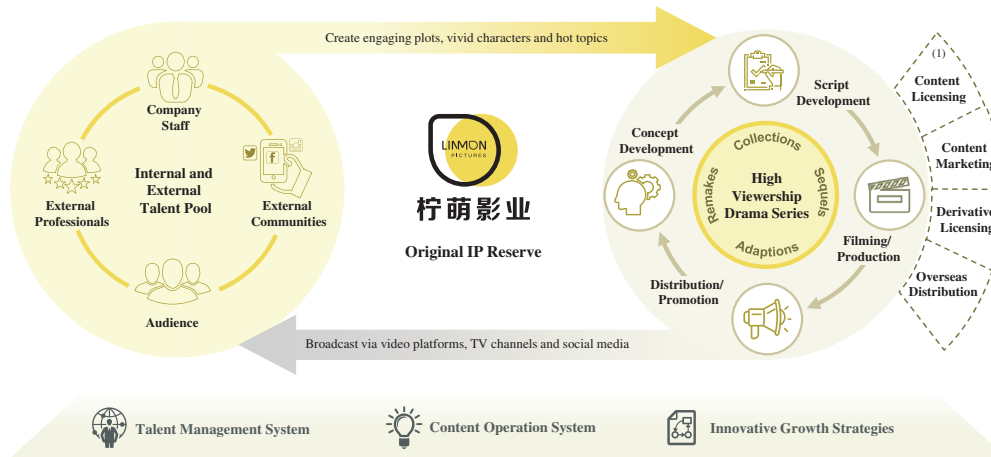 Create engaging plots, vivid characters and hot topics
Company
Staff
External
Professionals
Internal and
External
Talent Pool
External
Communities
Audience
LINMON
PICTURES
柠萌影业
Original IP Reserve
Concept
Development
Script
Development
Filming/
Production
Distribution/
Promotion
Collections
Sequels
Adaptions
Remakes
High
Viewership
Drama Series
(1)
Content
Licensing
Content
Marketing
Derivative
Licensing
Overseas
Distribution
Broadcast via video platforms, TV channels and social media
Talent Management System
Content Operation System
Innovative Growth Strategies